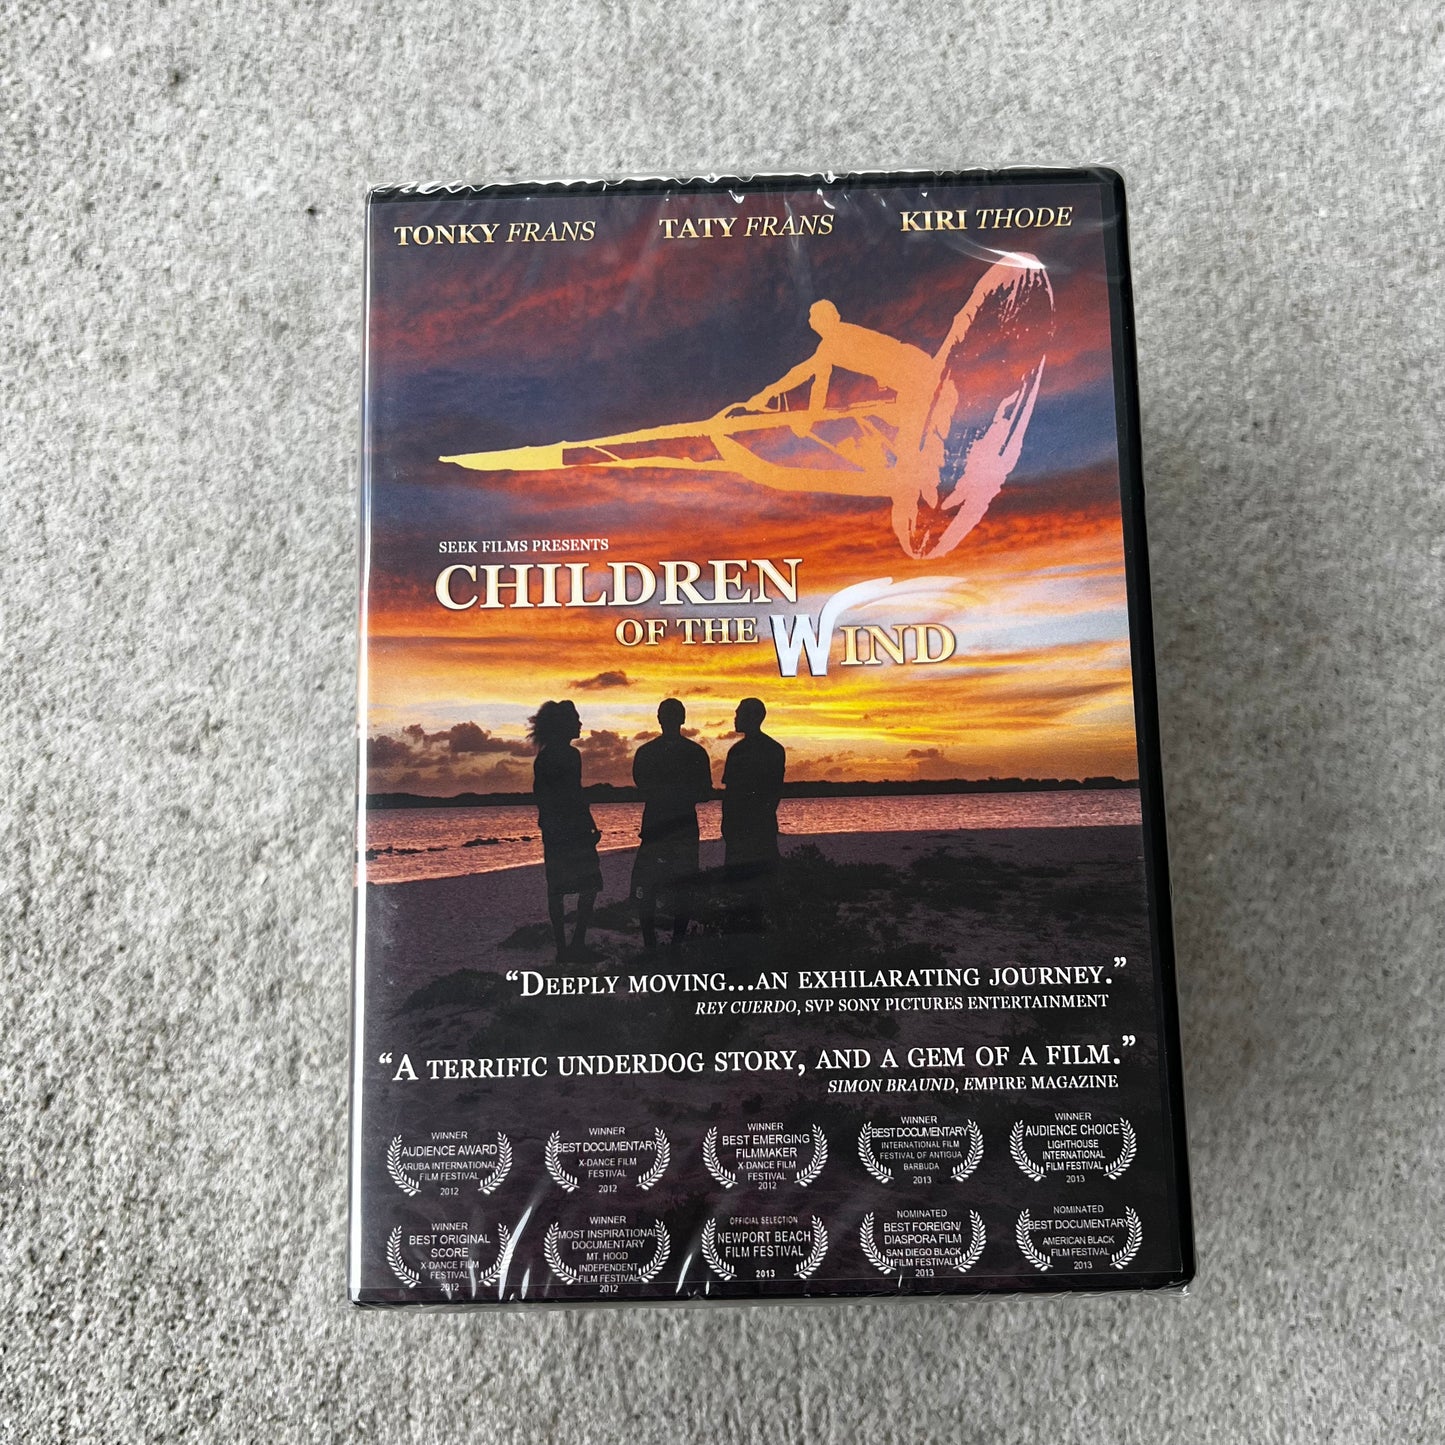 TONKY FRANS TATY FRANS KIRI THODE
SEEK FILMS PRESENTS
CHILDREN
OF THE WIND
“DEEPLY MOVING...AN EXHILARATING JOURNEY.”
REY CUERDO, SVP SONY PICTURES ENTERTAINMENT
“A TERRIFIC UNDERDOG STORY, AND A GEM OF A FILM.”
SIMON BRAUND, EMPIRE MAGAZINE
WINNER
AUDIENCE AWARD
ARUBA INTERNATIONAL
FILM FESTIVAL
2012
WINNER
BEST DOCUMENTARY
X-DANCE FILM
FESTIVAL
2012
WINNER
BEST EMERGING
FILMMAKER
X-DANCE FILM
FESTIVAL
2012
WINNER
BEST DOCUMENTARY
INTERNATIONAL FILM
FESTIVAL OF ANTIGUA
BARBUDA
2013
WINNER
AUDIENCE CHOICE
LIGHTHOUSE
INTERNATIONAL
FILM FESTIVAL
2013
WINNER
BEST ORIGINAL
SCORE
X-DANCE FILM
FESTIVAL
2012
WINNER
MOST INSPIRATIONAL
DOCUMENTARY
MT. HOOD
INDEPENDENT
FILM FESTIVAL
2012
OFFICIAL SELECTION
NEWPORT BEACH
FILM FESTIVAL
2013
NOMINATED
BEST FOREIGN/
DIASPORA FILM
SAN DIEGO BLACK
FILM FESTIVAL
2013
NOMINATED
BEST DOCUMENTARY
AMERICAN BLACK
FILM FESTIVAL
2013